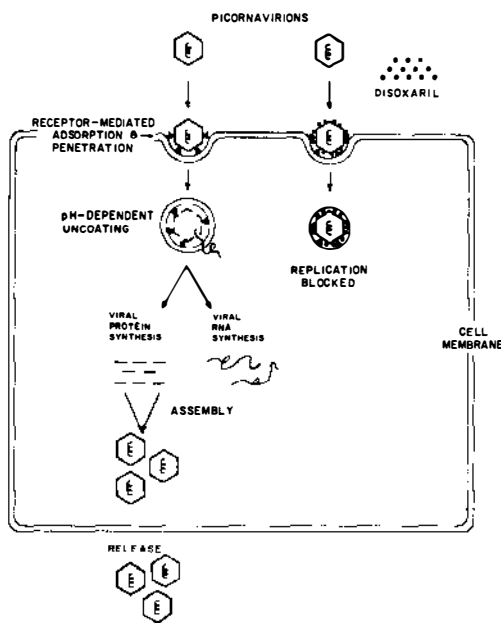 PICORNAVIRIONS
DISOXARIL
RECEPTOR-MEDIATED
ADSORPTION &
PENETRATION
pH-DEPENDENT
UNCOATING
REPLICATION
BLOCKED
VIRAL
PROTEIN
SYNTHESIS
VIRAL
RNA
SYNTHESIS
CELL
MEMBRANE
ASSEMBLY
RELEASE